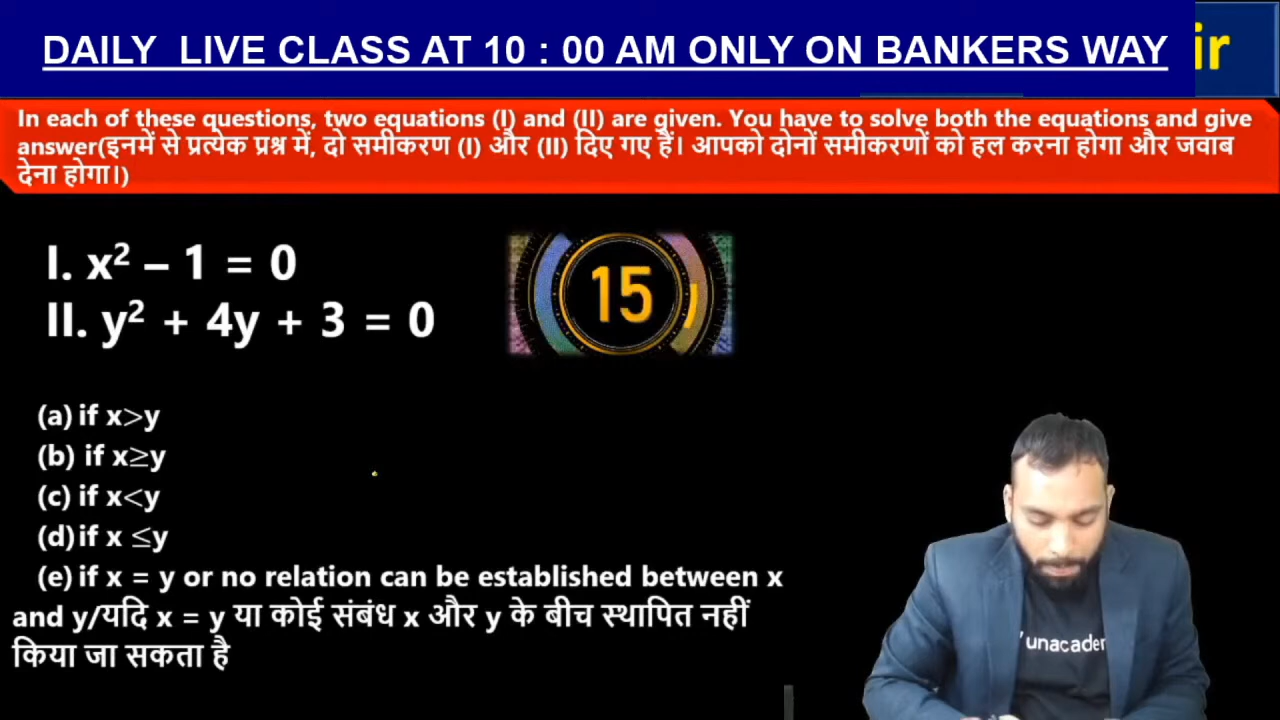 DAILY LIVE CLASS AT 10 : 00 AM ONLY ON BANKERS WAY
ir
In each of these questions, two equations (I) and (II) are given. You have to solve both the equations and give
answer(इनमें से प्रत्येक प्रश्न में, दो समीकरण (I) और (II) दिए गए हैं। आपको दोनों समीकरणों को हल करना होगा और जवाब
देना होगा।)
I. x² – 1 = 0
II. y² + 4y + 3 = 0
15
(a) if x>y
(b) if x≥y
(c) if x<y
(d) if x ≤y
(e) if x = y or no relation can be established between x
and y/यदि x = y या कोई संबंध x और y के बीच स्थापित नहीं
किया जा सकता है
unacadem